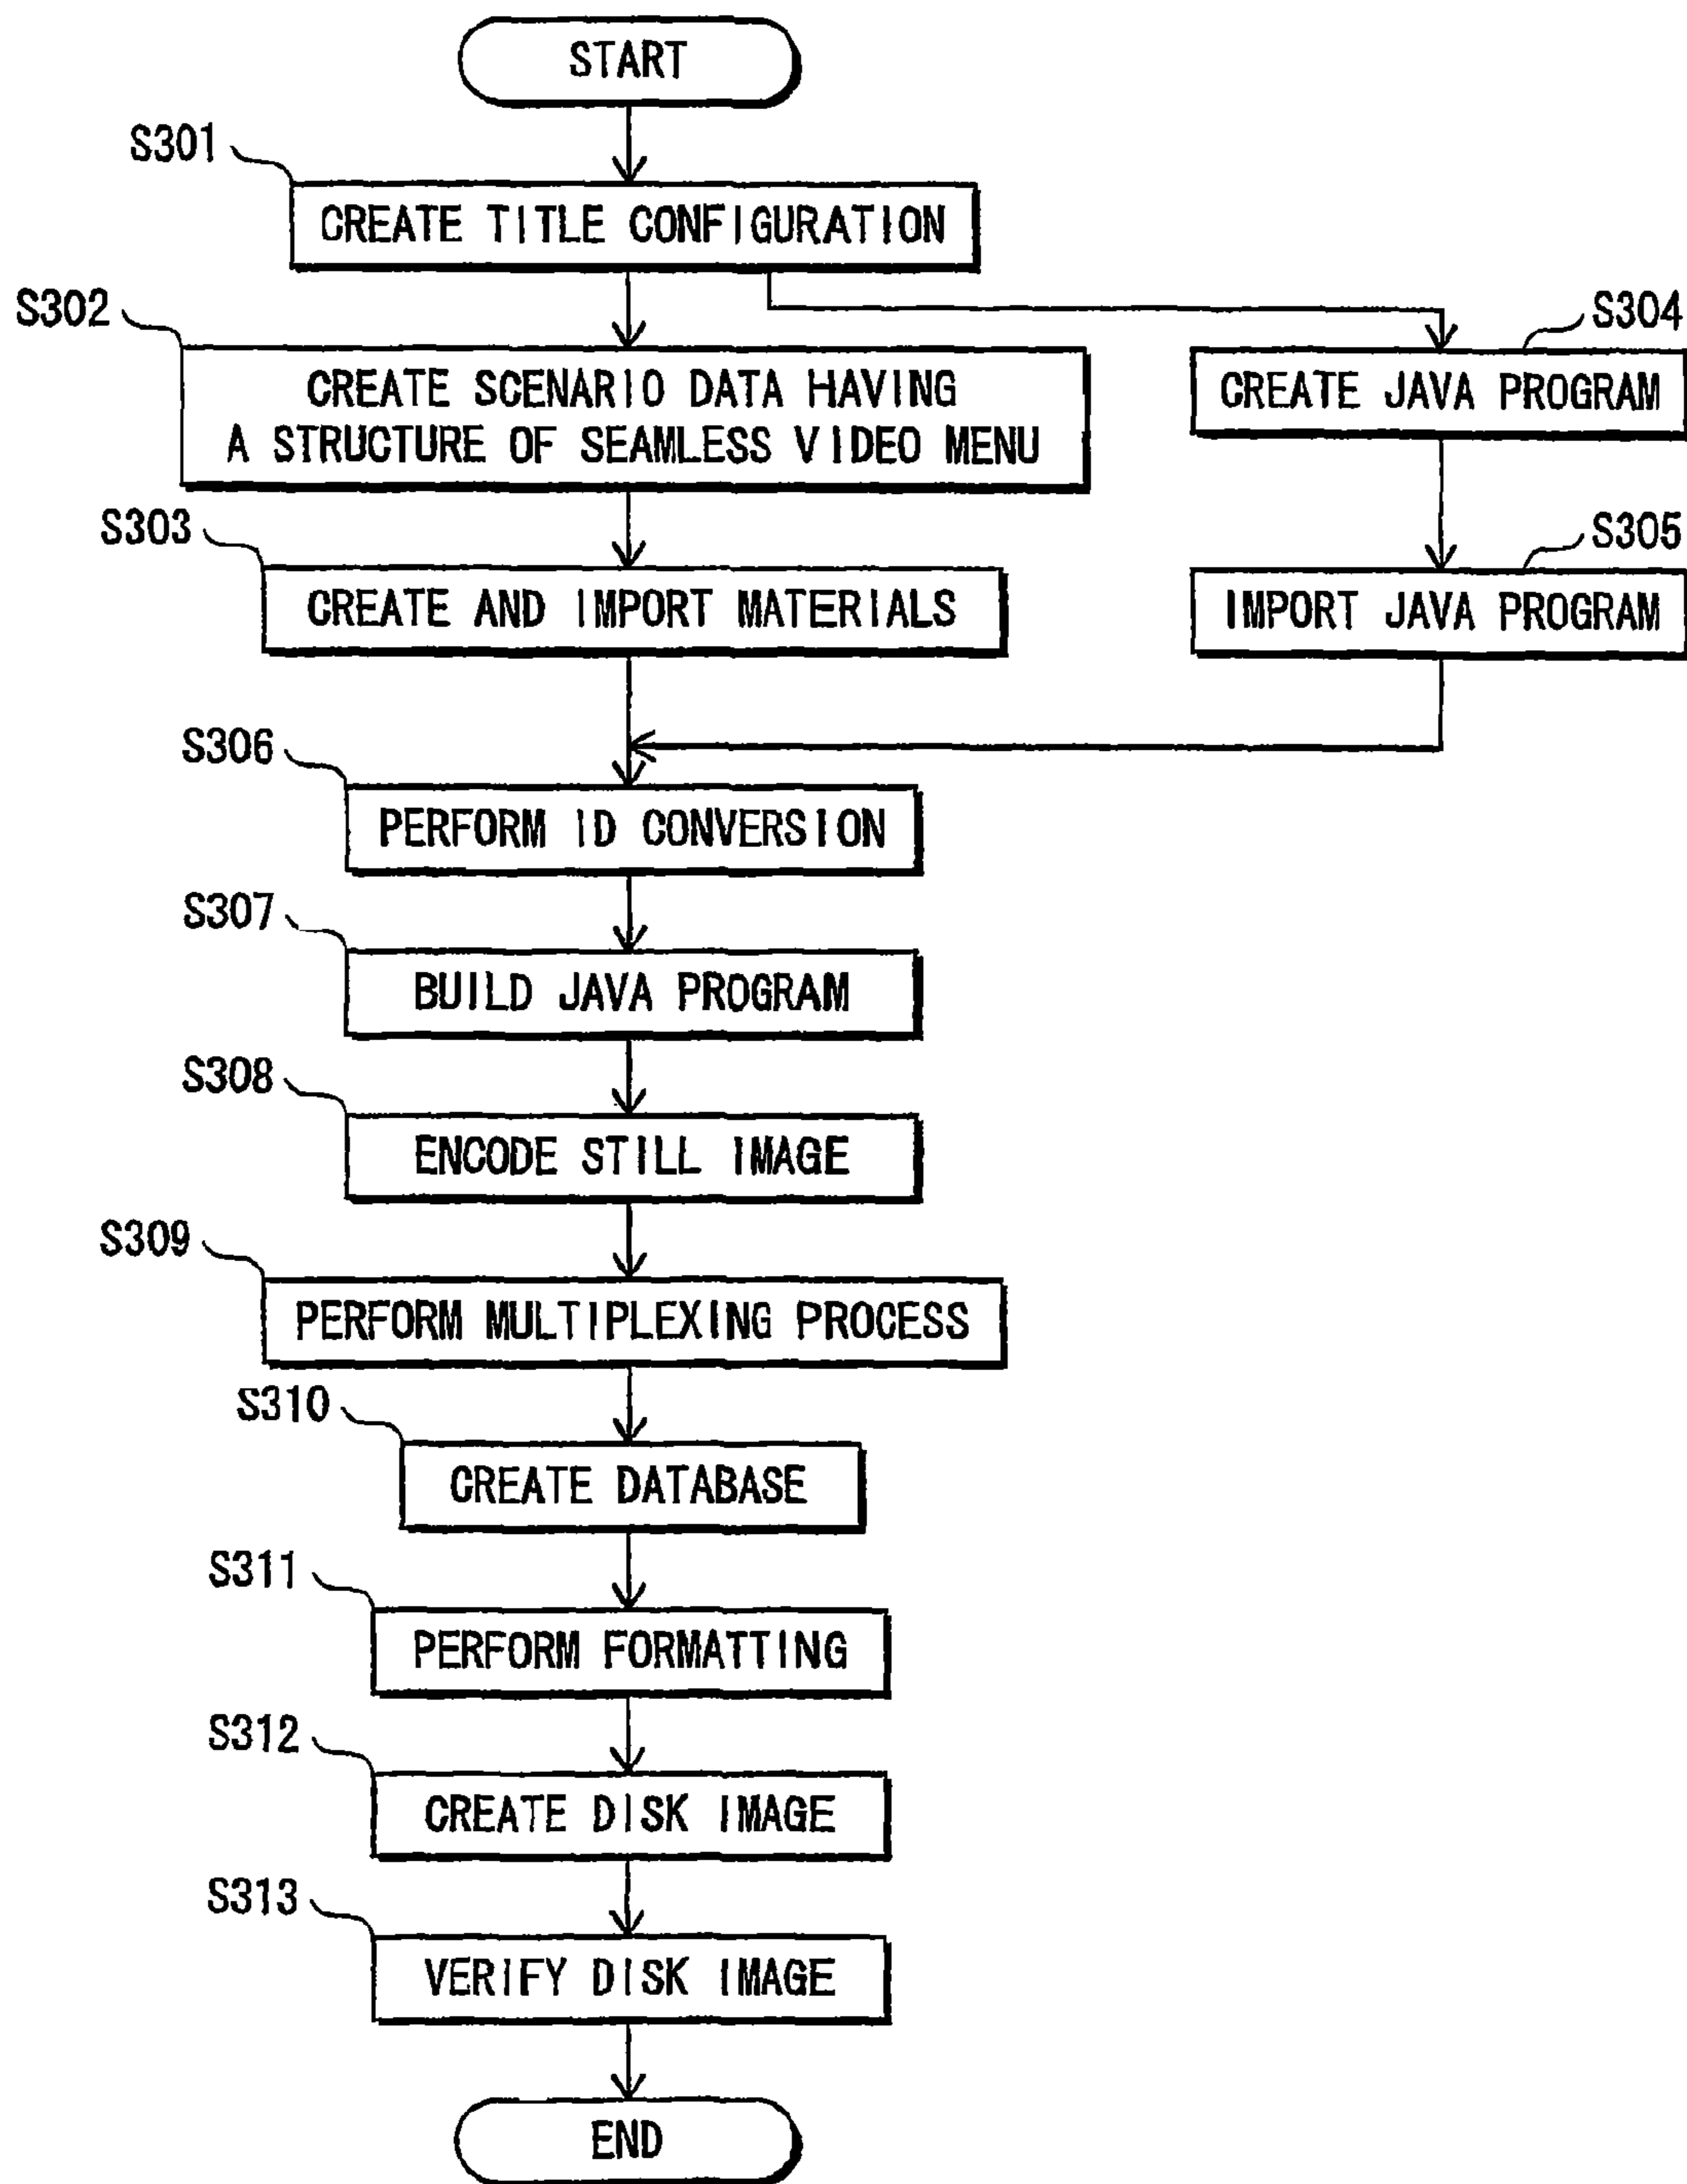 START
S301
CREATE TITLE CONFIGURATION
S302
CREATE SCENARIO DATA HAVING
A STRUCTURE OF SEAMLESS VIDEO MENU
S304
CREATE JAVA PROGRAM
S303
CREATE AND IMPORT MATERIALS
S305
IMPORT JAVA PROGRAM
S306
PERFORM ID CONVERSION
S307
BUILD JAVA PROGRAM
S308
ENCODE STILL IMAGE
S309
PERFORM MULTIPLEXING PROCESS
S310
CREATE DATABASE
S311
PERFORM FORMATTING
S312
CREATE DISK IMAGE
S313
VERIFY DISK IMAGE
END